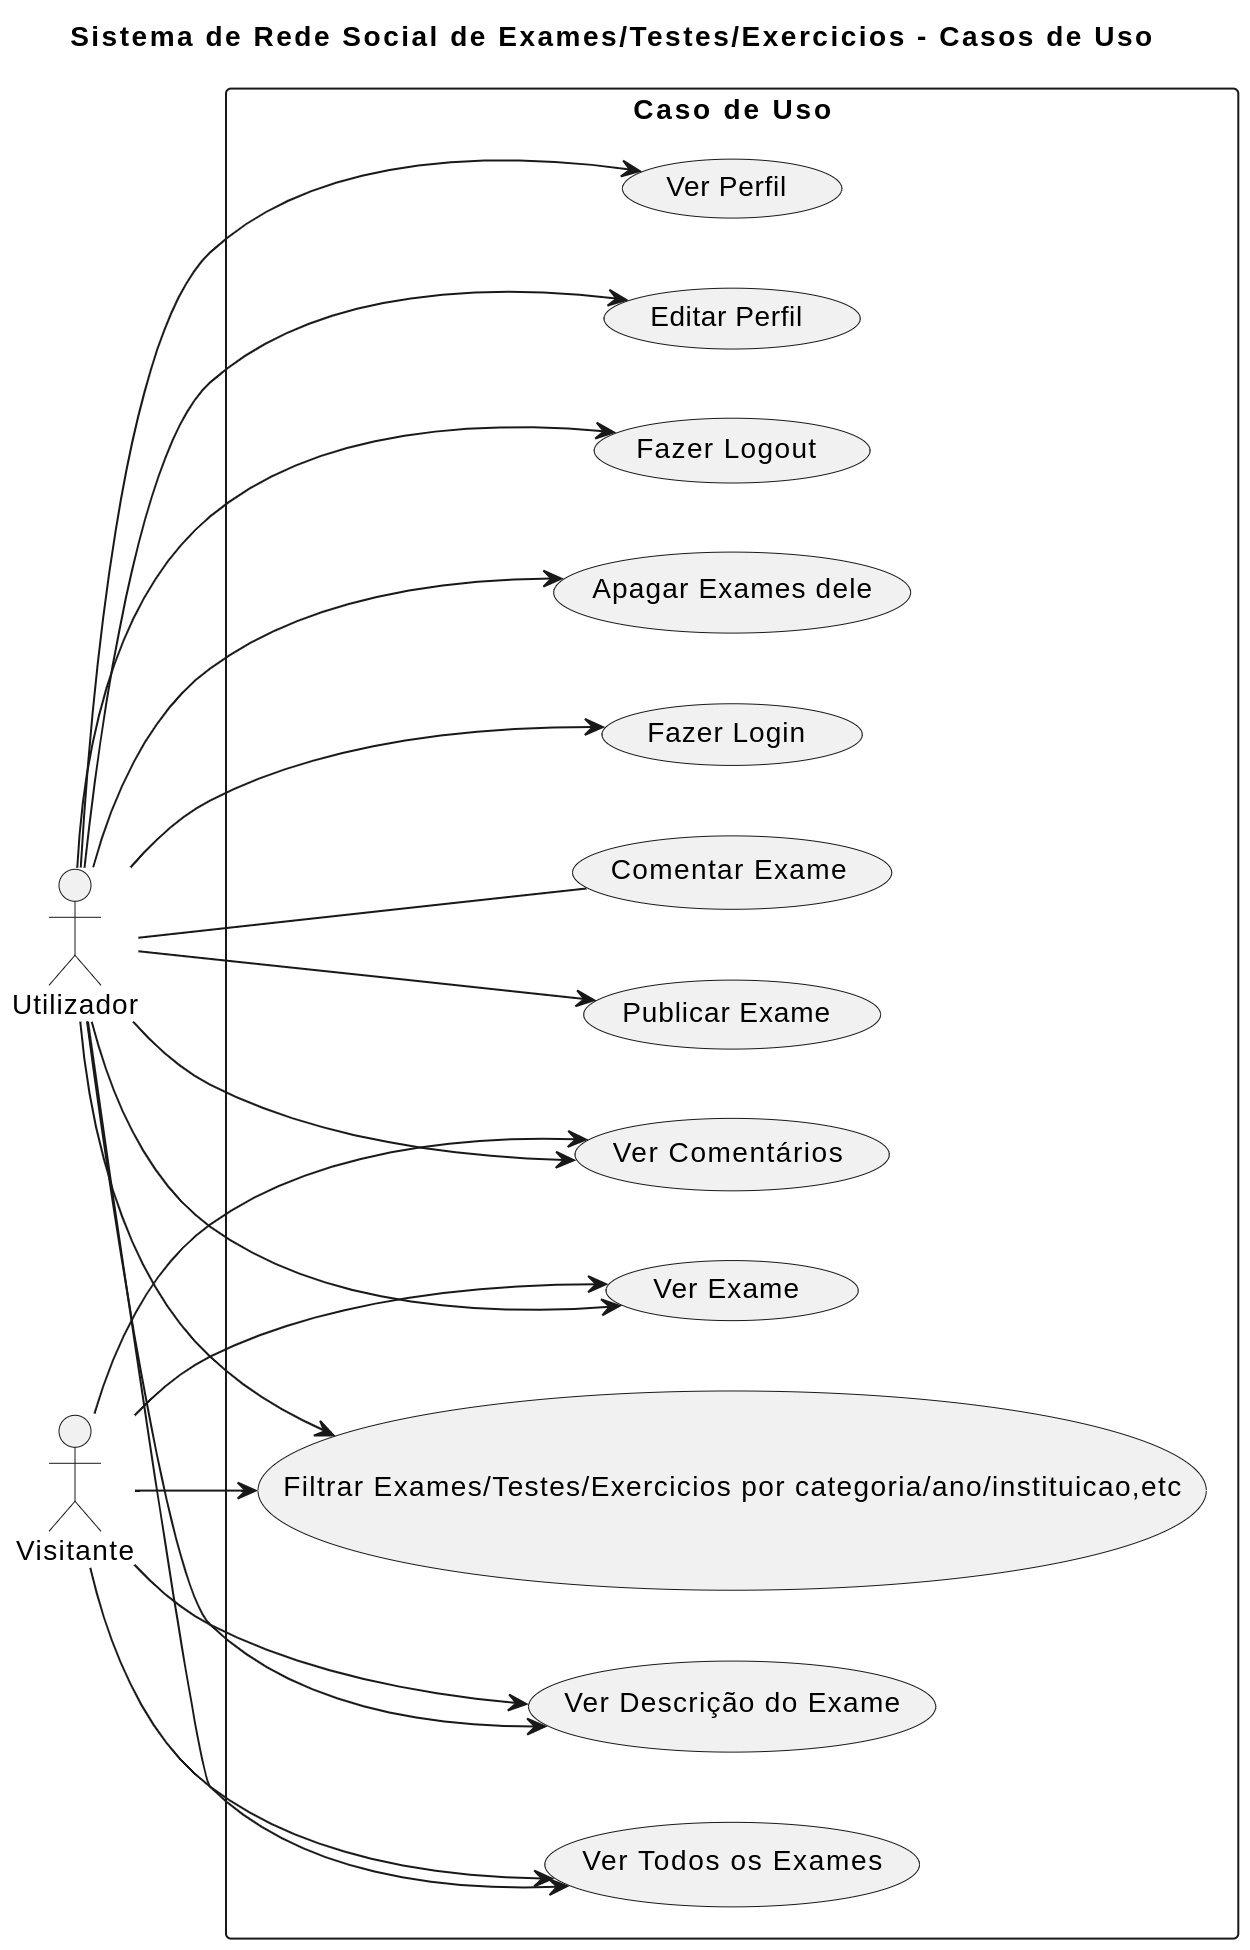 Sistema de Rede Social de Exames/Testes/Exercicios - Casos de Uso
Caso de Uso
Ver Perfil
Editar Perfil
Fazer Logout
Apagar Exames dele
Fazer Login
Comentar Exame
Utilizador
Publicar Exame
Ver Comentários
Ver Exame
Filtrar Exames/Testes/Exercicios por categoria/ano/instituicao,etc
Visitante
Ver Descrição do Exame
Ver Todos os Exames